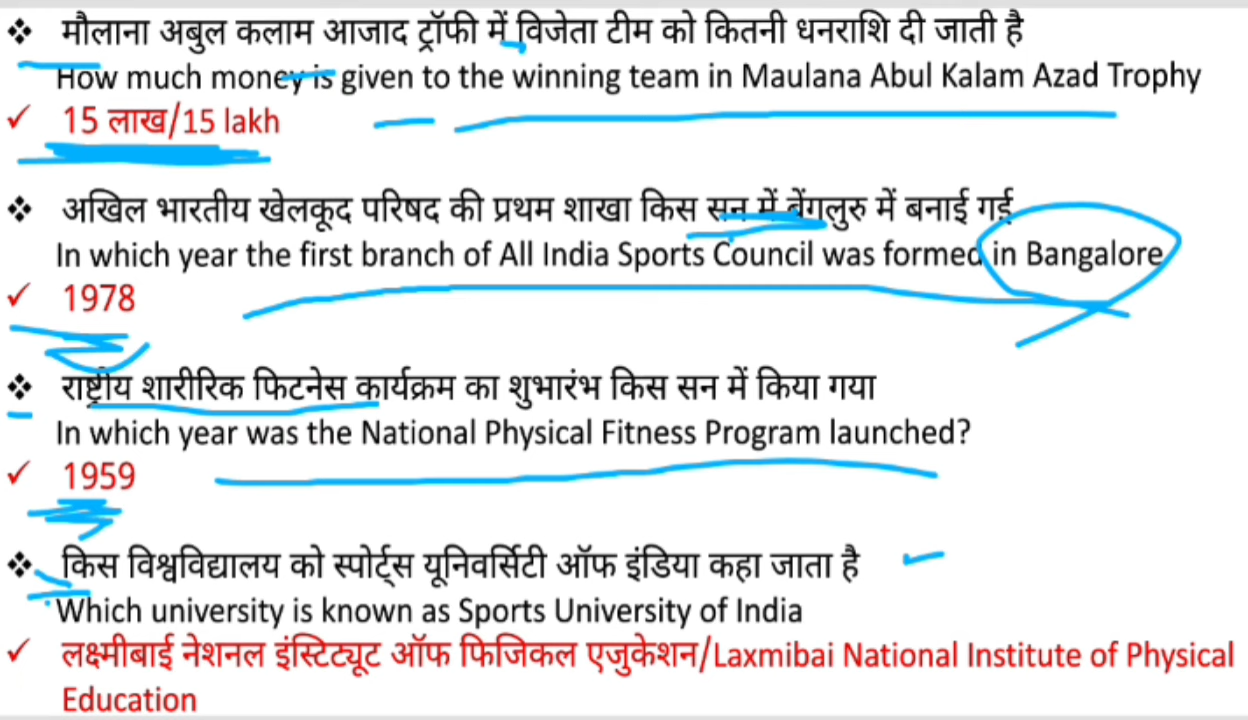 ❖ मौलाना अबुल कलाम आजाद ट्रॉफी में विजेता टीम को कितनी धनराशि दी जाती है
How much money is given to the winning team in Maulana Abul Kalam Azad Trophy
✓ 15 लाख/15 lakh
❖ अखिल भारतीय खेलकूद परिषद की प्रथम शाखा किस सन में बेंगलुरु में बनाई गई
In which year the first branch of All India Sports Council was formed in Bangalore
✓ 1978
❖ राष्ट्रीय शारीरिक फिटनेस कार्यक्रम का शुभारंभ किस सन में किया गया
In which year was the National Physical Fitness Program launched?
✓ 1959
❖ किस विश्वविद्यालय को स्पोर्ट्स यूनिवर्सिटी ऑफ इंडिया कहा जाता है
Which university is known as Sports University of India
✓ लक्ष्मीबाई नेशनल इंस्टिट्यूट ऑफ फिजिकल एजुकेशन/Laxmibai National Institute of Physical
Education